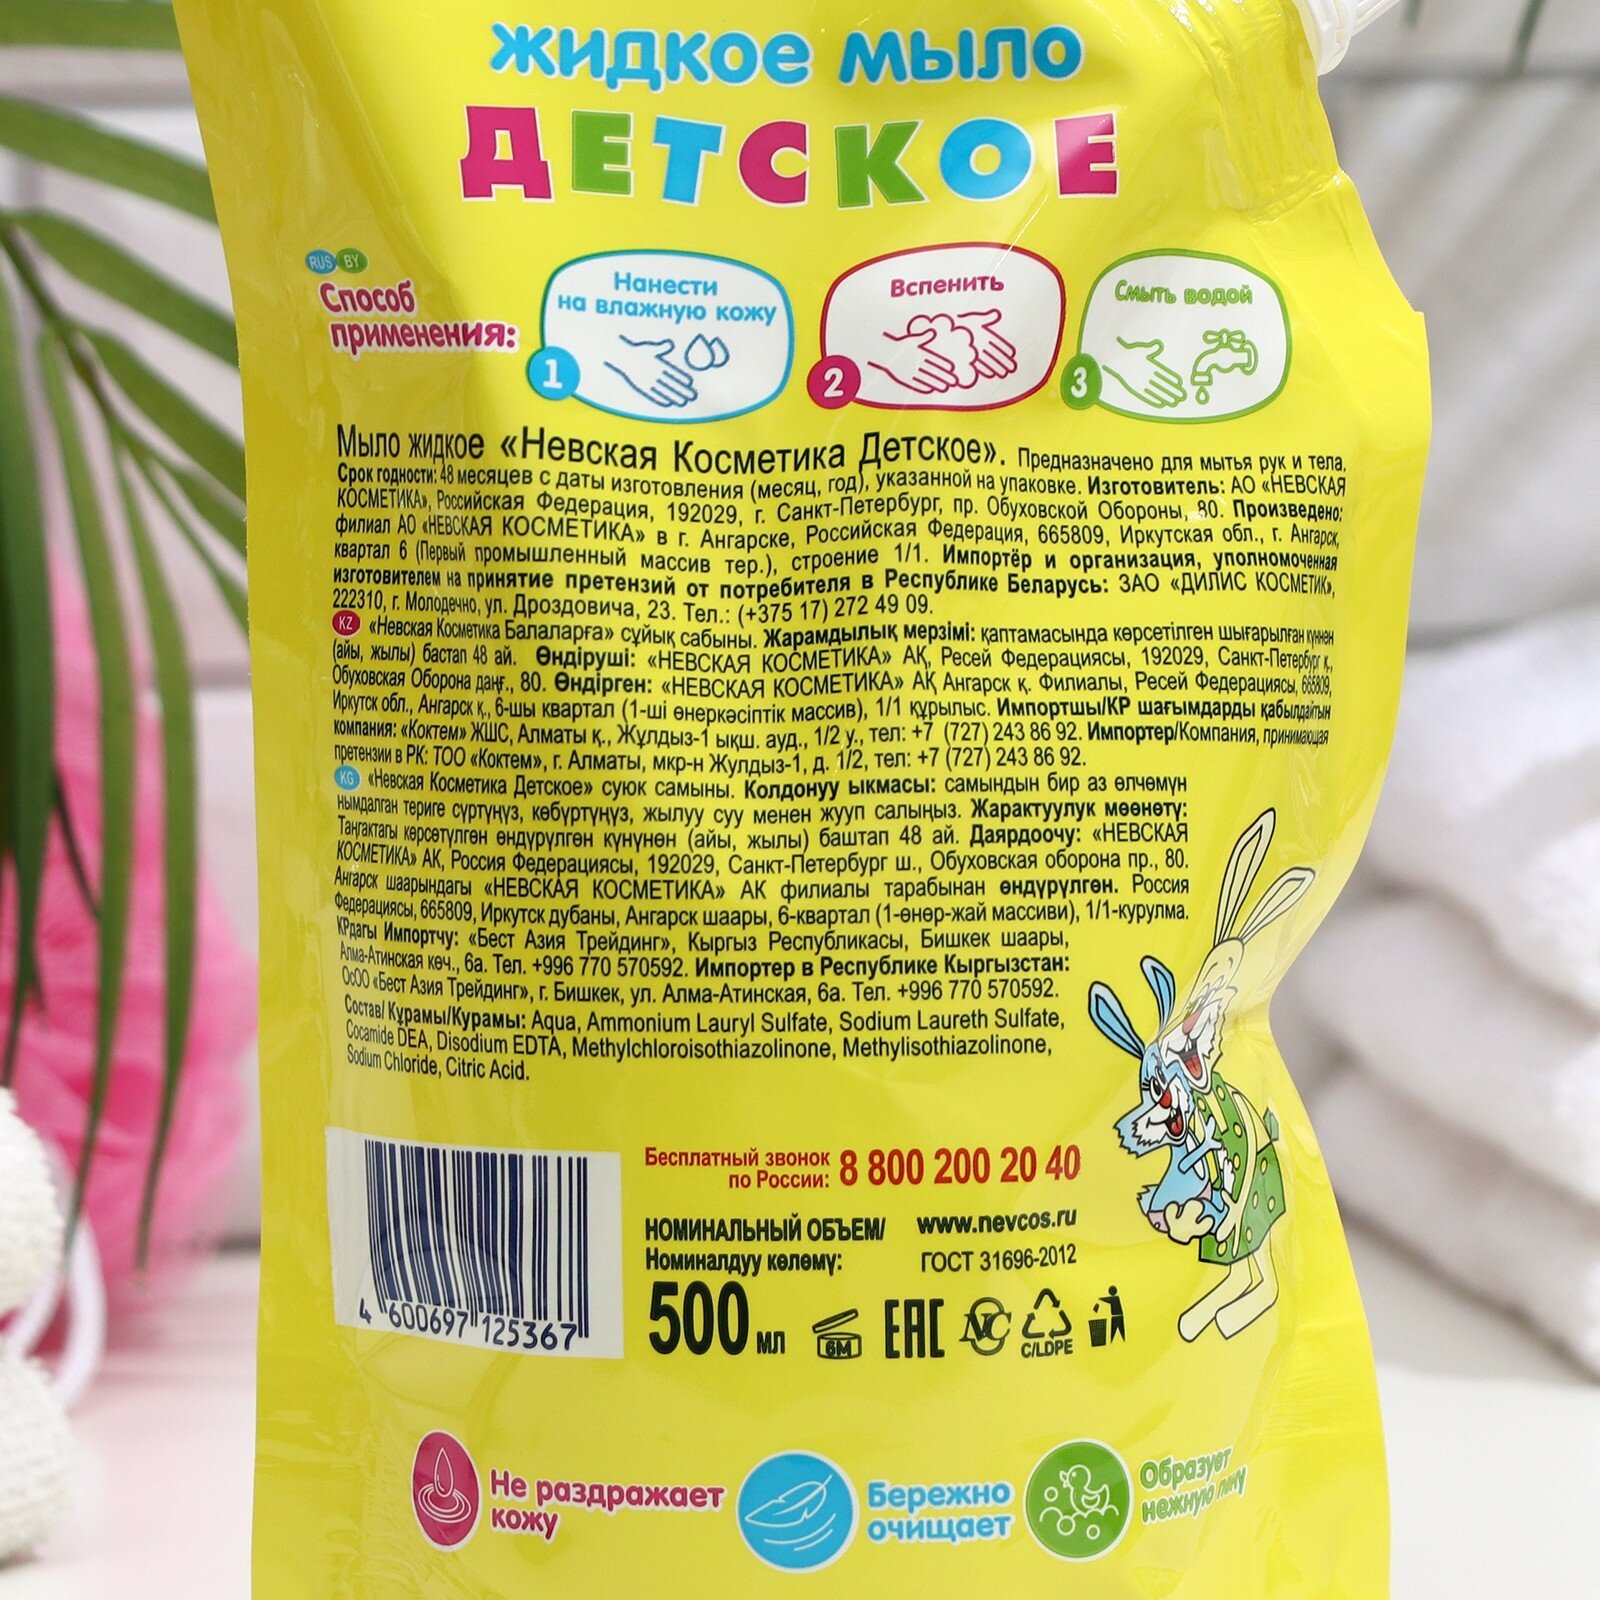 жидкое мыло
ДЕТСКОЕ
RUS BY
Способ
применения:
Нанести
на влажную кожу
1
Вспенить
2
Смыть водой
3
Мыло жидкое «Невская Косметика Детское». Предназначено для мытья рук и тела.
Срок годности: 48 месяцев с даты изготовления (месяц, год), указанной на упаковке. Изготовитель: АО «НЕВСКАЯ
КОСМЕТИКА», Российская Федерация, 192029, г. Санкт-Петербург, пр. Обуховской Обороны, 80. Произведено:
филиал АО «НЕВСКАЯ КОСМЕТИКА» в г. Ангарске, Российская Федерация, 665809, Иркутская обл., г. Ангарск,
квартал 6 (Первый промышленный массив тер.), строение 1/1. Импортёр и организация, уполномоченная
изготовителем на принятие претензий от потребителя в Республике Беларусь: ЗАО «ДИЛИС КОСМЕТИК»,
222310, г. Молодечно, ул. Дроздовича, 23. Тел.: (+375 17) 272 49 09.
KZ «Невская Косметика Балаларға» сұйық сабыны. Жарамдылық мерзімі: қаптамасында көрсетілген шығарылған күннен
(айы, жылы) бастап 48 ай. Өндіруші: «НЕВСКАЯ КОСМЕТИКА» АҚ, Ресей Федерациясы, 192029, Санкт-Петербург қ.,
Обуховская Оборона даңғ., 80. Өндірген: «НЕВСКАЯ КОСМЕТИКА» АҚ Ангарск қ. Филиалы, Ресей Федерациясы, 665809,
Иркутск обл., Ангарск қ., 6-шы квартал (1-ші өнеркәсіптік массив), 1/1 құрылыс. Импортшы/ҚР шағымдарды қабылдайтын
компания: «Коктем» ЖШС, Алматы қ., Жұлдыз-1 ықш. ауд., 1/2 у., тел: +7 (727) 243 86 92. Импортер/Компания, принимающая
претензии в РК: ТОО «Коктем», г. Алматы, мкр-н Жулдыз-1, д. 1/2, тел: +7 (727) 243 86 92.
KG «Невская Косметика Детское» суюк самыны. Колдонуу ыкмасы: самындын бир аз өлчөмүн
нымдалган териге сүртүңүз, көбүртүңүз, жылуу суу менен жууп салыңыз. Жарактуулук мөөнөтү:
Таңгактагы көрсөтүлгөн өндүрүлгөн күнүнөн (айы, жылы) баштап 48 ай. Даярдоочу: «НЕВСКАЯ
КОСМЕТИКА» АК, Россия Федерациясы, 192029, Санкт-Петербург ш., Обуховская оборона пр., 80.
Ангарск шаарындагы «НЕВСКАЯ КОСМЕТИКА» АК филиалы тарабынан өндүрүлгөн. Россия
Федерациясы, 665809, Иркутск дубаны, Ангарск шаары, 6-квартал (1-өнөр-жай массиви), 1/1-курулма.
КРдагы Импортчу: «Бест Азия Трейдинг», Кыргыз Республикасы, Бишкек шаары,
Алма-Атинская көч., 6а. Тел. +996 770 570592. Импортер в Республике Кыргызстан:
ОсОО «Бест Азия Трейдинг», г. Бишкек, ул. Алма-Атинская, 6а. Тел. +996 770 570592.
Состав/ Құрамы/Курамы: Aqua, Ammonium Lauryl Sulfate, Sodium Laureth Sulfate,
Cocamide DEA, Disodium EDTA, Methylchloroisothiazolinone, Methylisothiazolinone,
Sodium Chloride, Citric Acid.
4 600697 125367
Бесплатный звонок
по России: 8 800 200 20 40
НОМИНАЛЬНЫЙ ОБЪЕМ/
Номиналдуу көлөмү:
500 мл
www.nevcos.ru
ГОСТ 31696-2012
6М
ЕАС
NC
C/LDPE
Не раздражает
кожу
Бережно
очищает
Образует
нежную пену